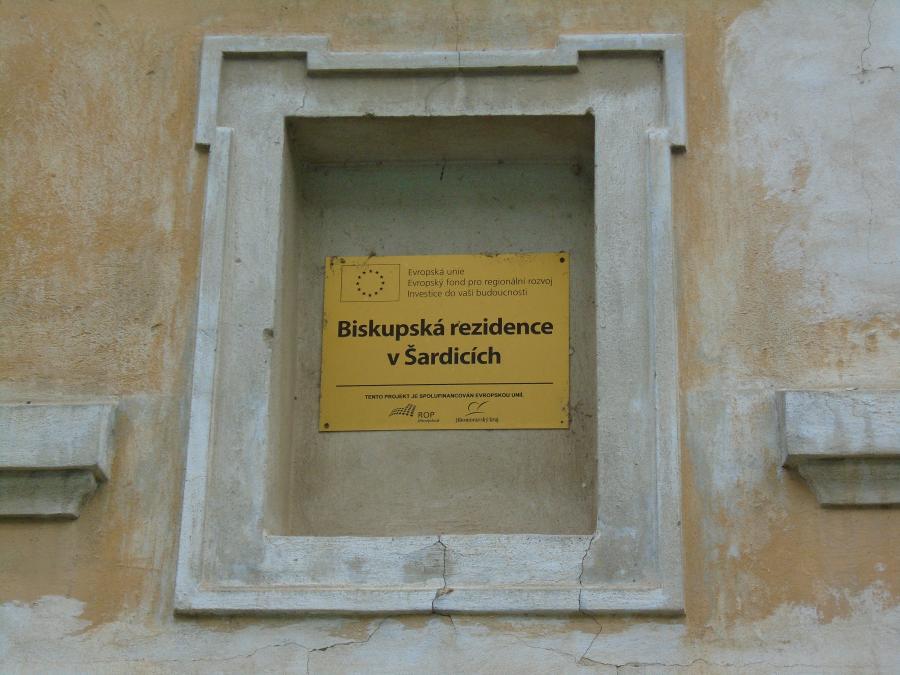 Evropská unie
Evropský fond pro regionální rozvoj
Investice do vaší budoucnosti
Biskupská rezidence
v Šardicích
TENTO PROJEKT JE SPOLUFINANCOVÁN EVROPSKOU UNIÍ.
ROP
Jihovýchod
Jihomoravský kraj